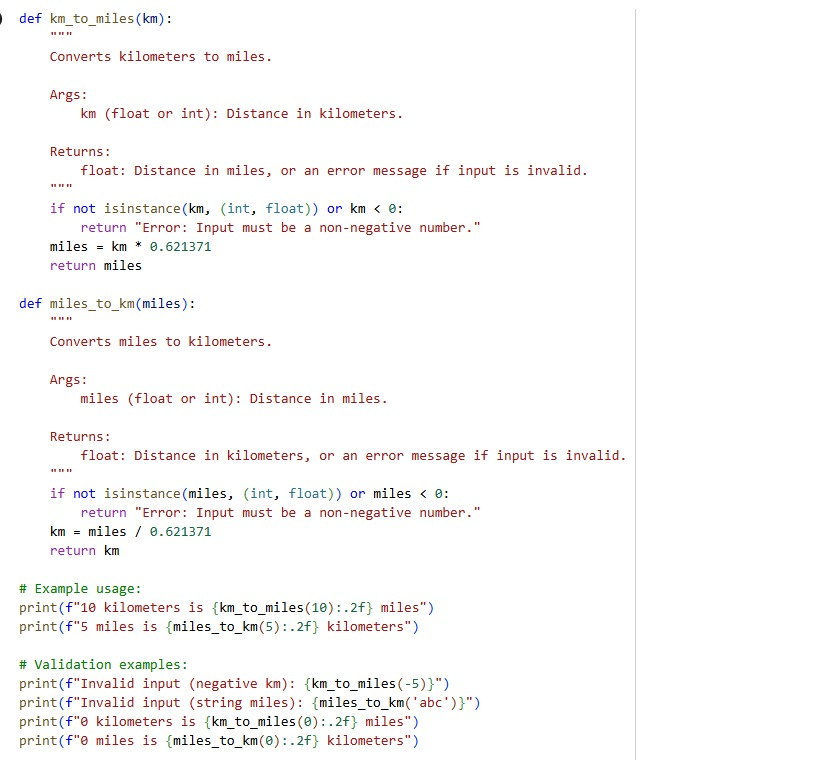 def km_to_miles(km):
    """
    Converts kilometers to miles.

    Args:
        km (float or int): Distance in kilometers.

    Returns:
        float: Distance in miles, or an error message if input is invalid.
    """
    if not isinstance(km, (int, float)) or km < 0:
        return "Error: Input must be a non-negative number."
    miles = km * 0.621371
    return miles

def miles_to_km(miles):
    """
    Converts miles to kilometers.

    Args:
        miles (float or int): Distance in miles.

    Returns:
        float: Distance in kilometers, or an error message if input is invalid.
    """
    if not isinstance(miles, (int, float)) or miles < 0:
        return "Error: Input must be a non-negative number."
    km = miles / 0.621371
    return km

# Example usage:
print(f"10 kilometers is {km_to_miles(10):.2f} miles")
print(f"5 miles is {miles_to_km(5):.2f} kilometers")

# Validation examples:
print(f"Invalid input (negative km): {km_to_miles(-5)}")
print(f"Invalid input (string miles): {miles_to_km('abc')}")
print(f"0 kilometers is {km_to_miles(0):.2f} miles")
print(f"0 miles is {miles_to_km(0):.2f} kilometers")